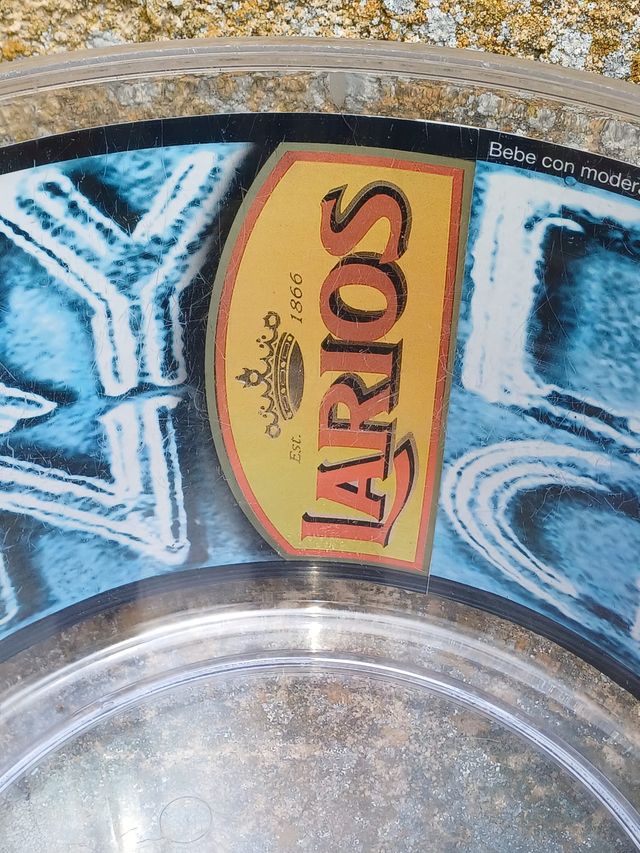 Est. 1866
LARIOS
Bebe con moder